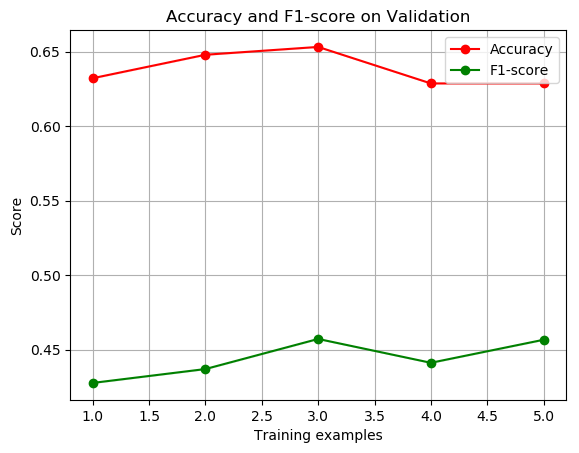 Accuracy and F1-score on Validation
Accuracy
F1-score
0.65
0.60
0.55
0.50
0.45
Score
1.0 1.5 2.0 2.5 3.0 3.5 4.0 4.5 5.0
Training examples